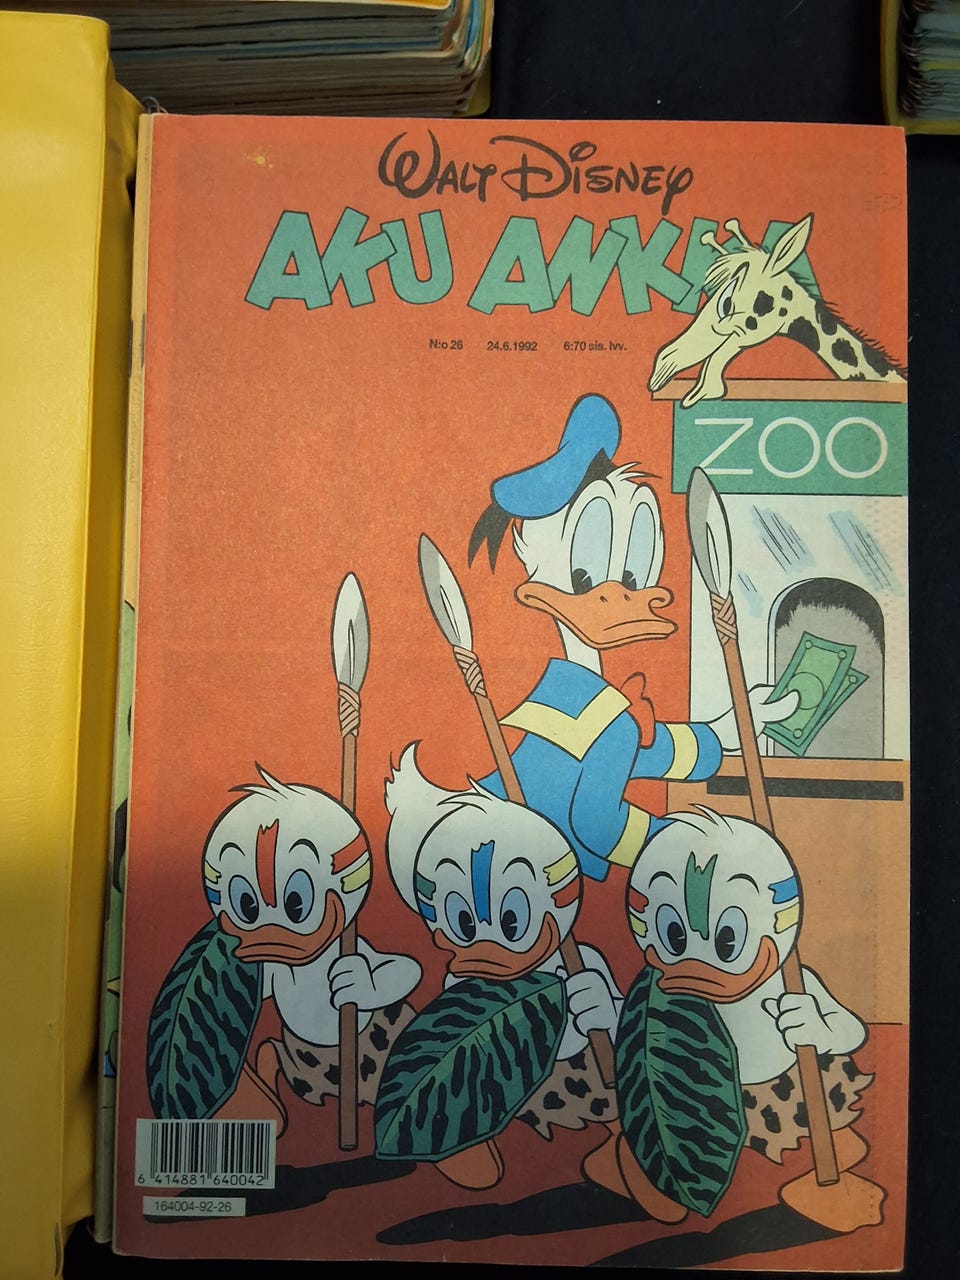 WALT DISNEY
AKU ANKKA
N:o 26 24.6.1992 6:70 sis. lvv.
ZOO
6 414881 640042
164004-92-26